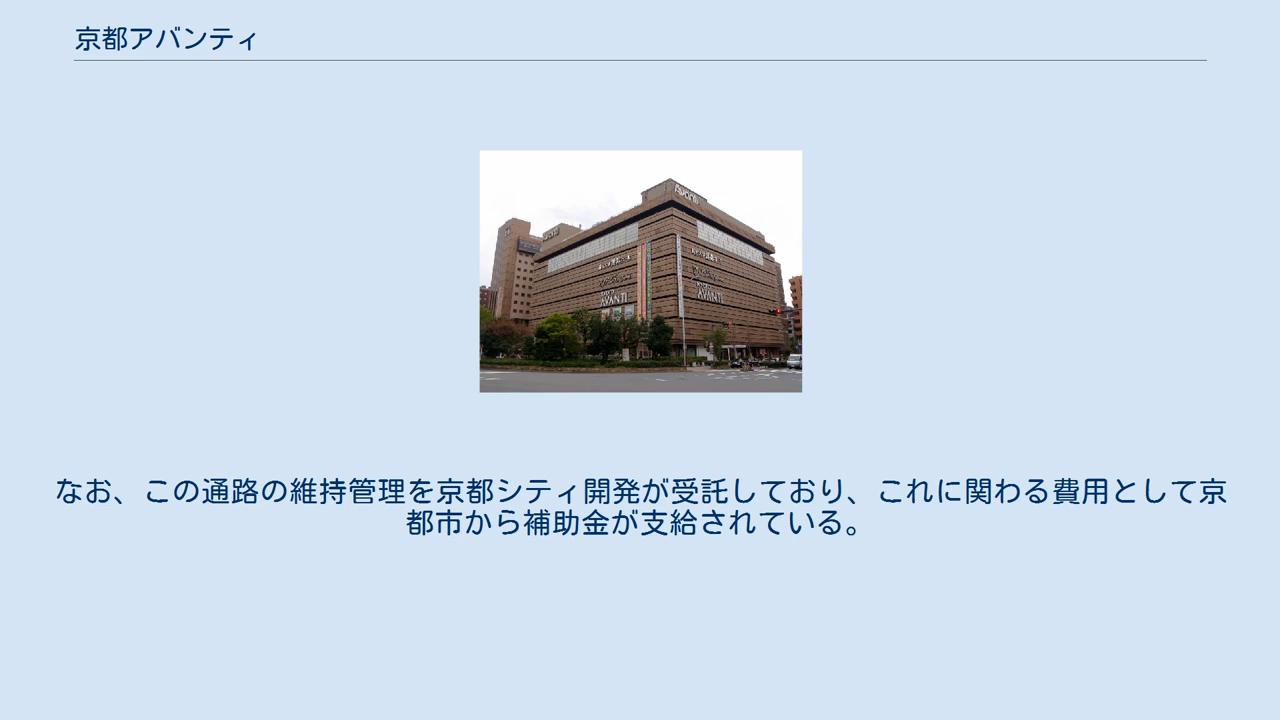 京都アバンティ
Avanti
AVANTI
AVANTI
なお、この通路の維持管理を京都シティ開発が受託しており、これに関わる費用として京
都市から補助金が支給されている。